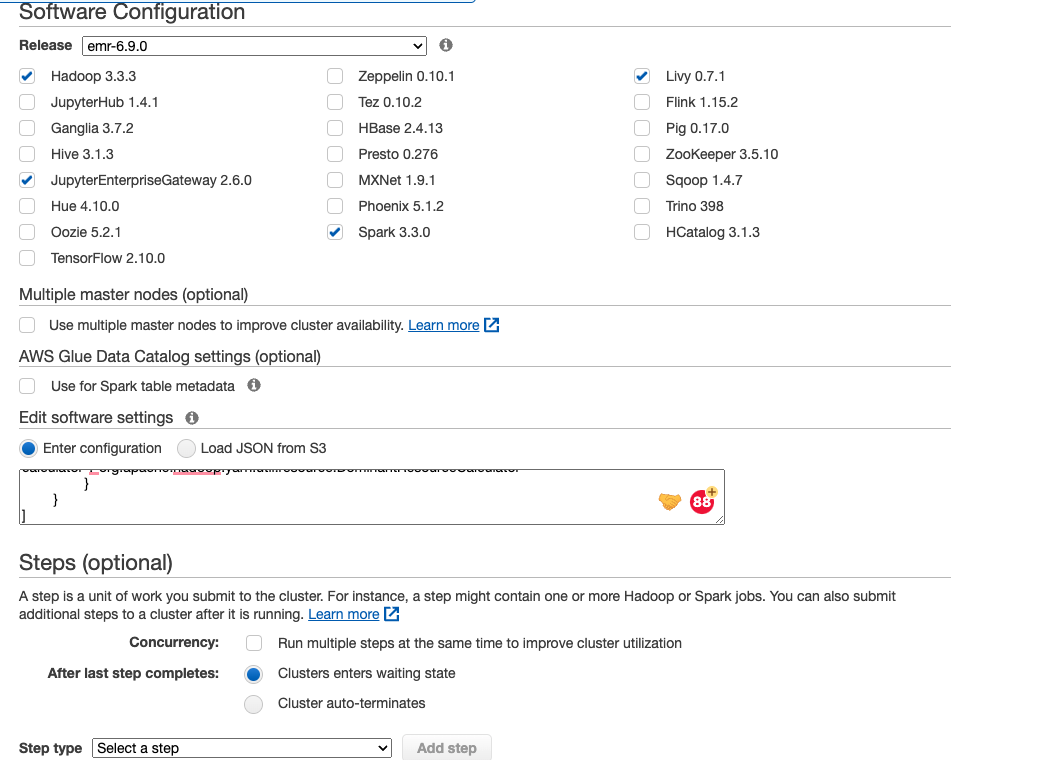 Software Configuration
Release emr-6.9.0
Hadoop 3.3.3 Zeppelin 0.10.1 Livy 0.7.1
JupyterHub 1.4.1 Tez 0.10.2 Flink 1.15.2
Ganglia 3.7.2 HBase 2.4.13 Pig 0.17.0
Hive 3.1.3 Presto 0.276 ZooKeeper 3.5.10
JupyterEnterpriseGateway 2.6.0 MXNet 1.9.1 Sqoop 1.4.7
Hue 4.10.0 Phoenix 5.1.2 Trino 398
Oozie 5.2.1 Spark 3.3.0 HCatalog 3.1.3
TensorFlow 2.10.0
Multiple master nodes (optional)
Use multiple master nodes to improve cluster availability. Learn more
AWS Glue Data Catalog settings (optional)
Use for Spark table metadata
Edit software settings
Enter configuration Load JSON from S3
}
}
]
88
+
Steps (optional)
A step is a unit of work you submit to the cluster. For instance, a step might contain one or more Hadoop or Spark jobs. You can also submit
additional steps to a cluster after it is running. Learn more
Concurrency: Run multiple steps at the same time to improve cluster utilization
After last step completes: Clusters enters waiting state
Cluster auto-terminates
Step type Select a step Add step